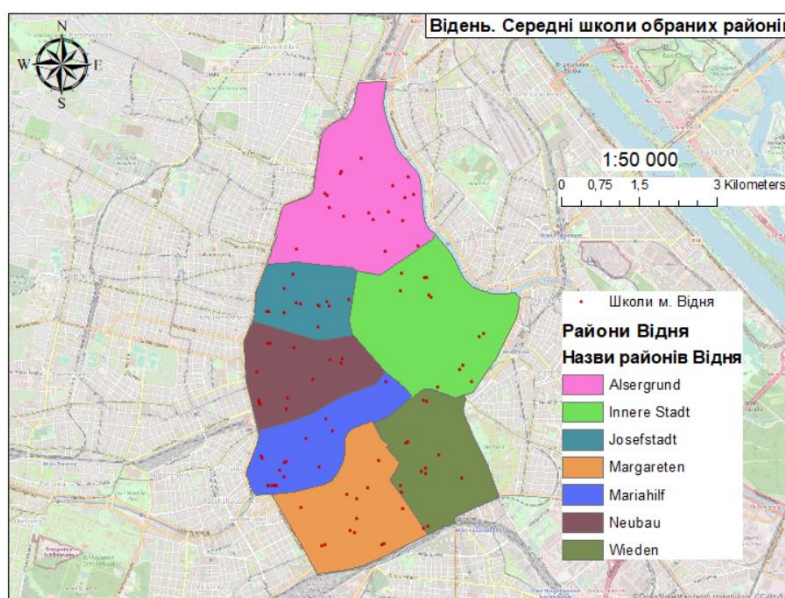 Відень. Середні школи обраних районів
N
W E
S
1:50 000
0 0,75 1,5 3 Kilometers
Школи м. Відня
Райони Відня
Назви районів Відня
Alsergrund
Innere Stadt
Josefstadt
Margareten
Mariahilf
Neubau
Wieden